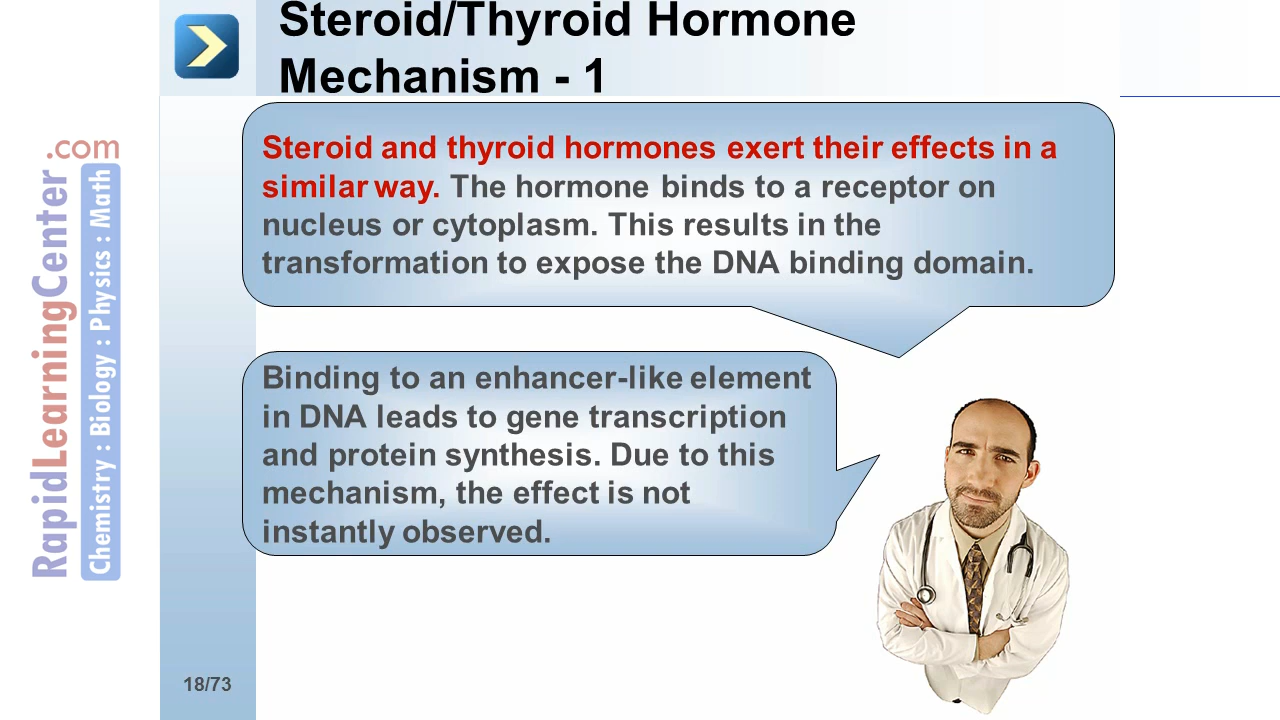 Steroid/Thyroid Hormone
Mechanism - 1
Steroid and thyroid hormones exert their effects in a
similar way. The hormone binds to a receptor on
nucleus or cytoplasm. This results in the
transformation to expose the DNA binding domain.
Binding to an enhancer-like element
in DNA leads to gene transcription
and protein synthesis. Due to this
mechanism, the effect is not
instantly observed.
RapidLearningCenter.com
Chemistry : Biology : Physics : Math
18/73